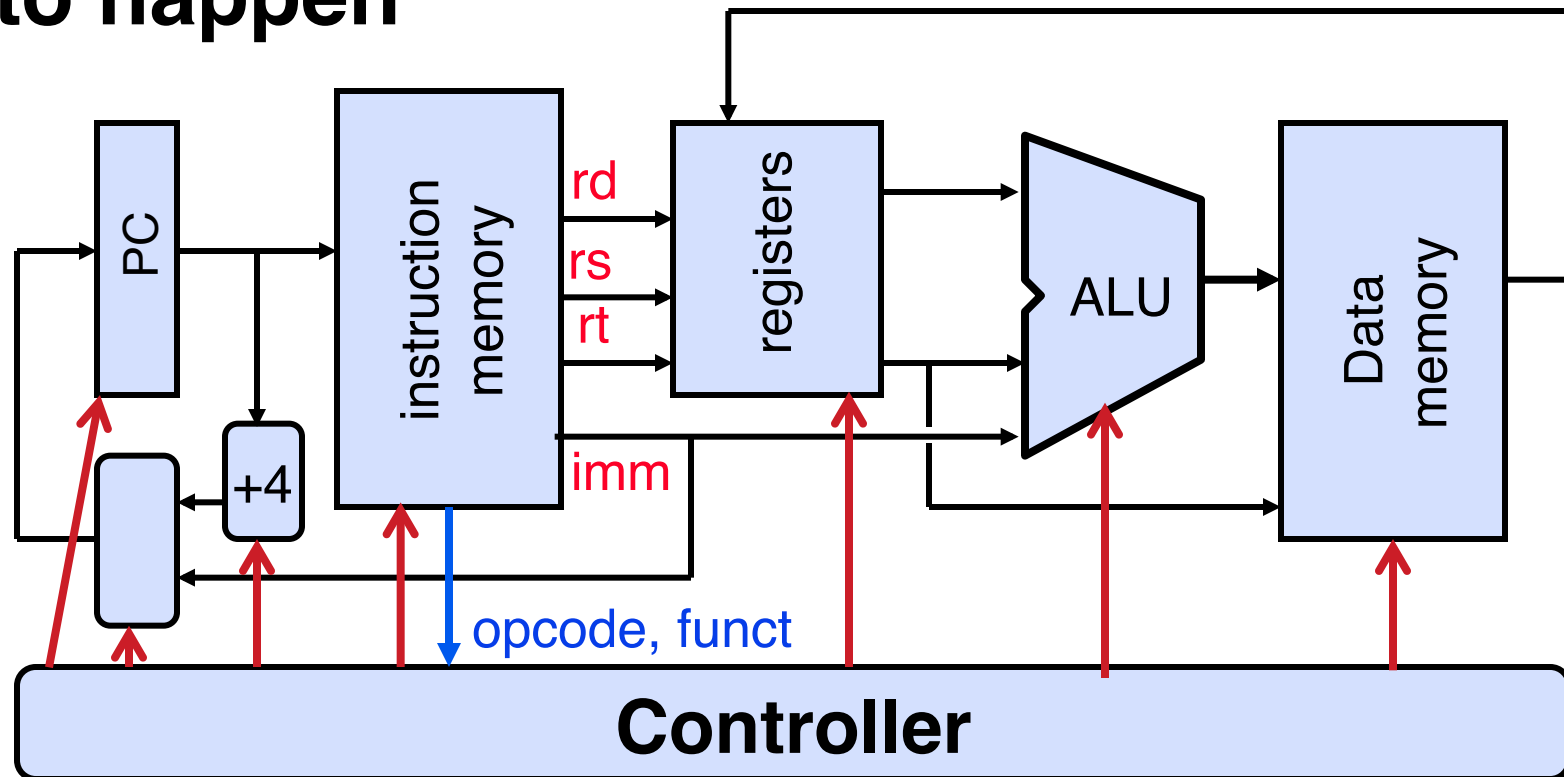 to happen
PC
instruction
memory
rd
rs
rt
imm
registers
ALU
Data
memory
+4
opcode, funct
Controller